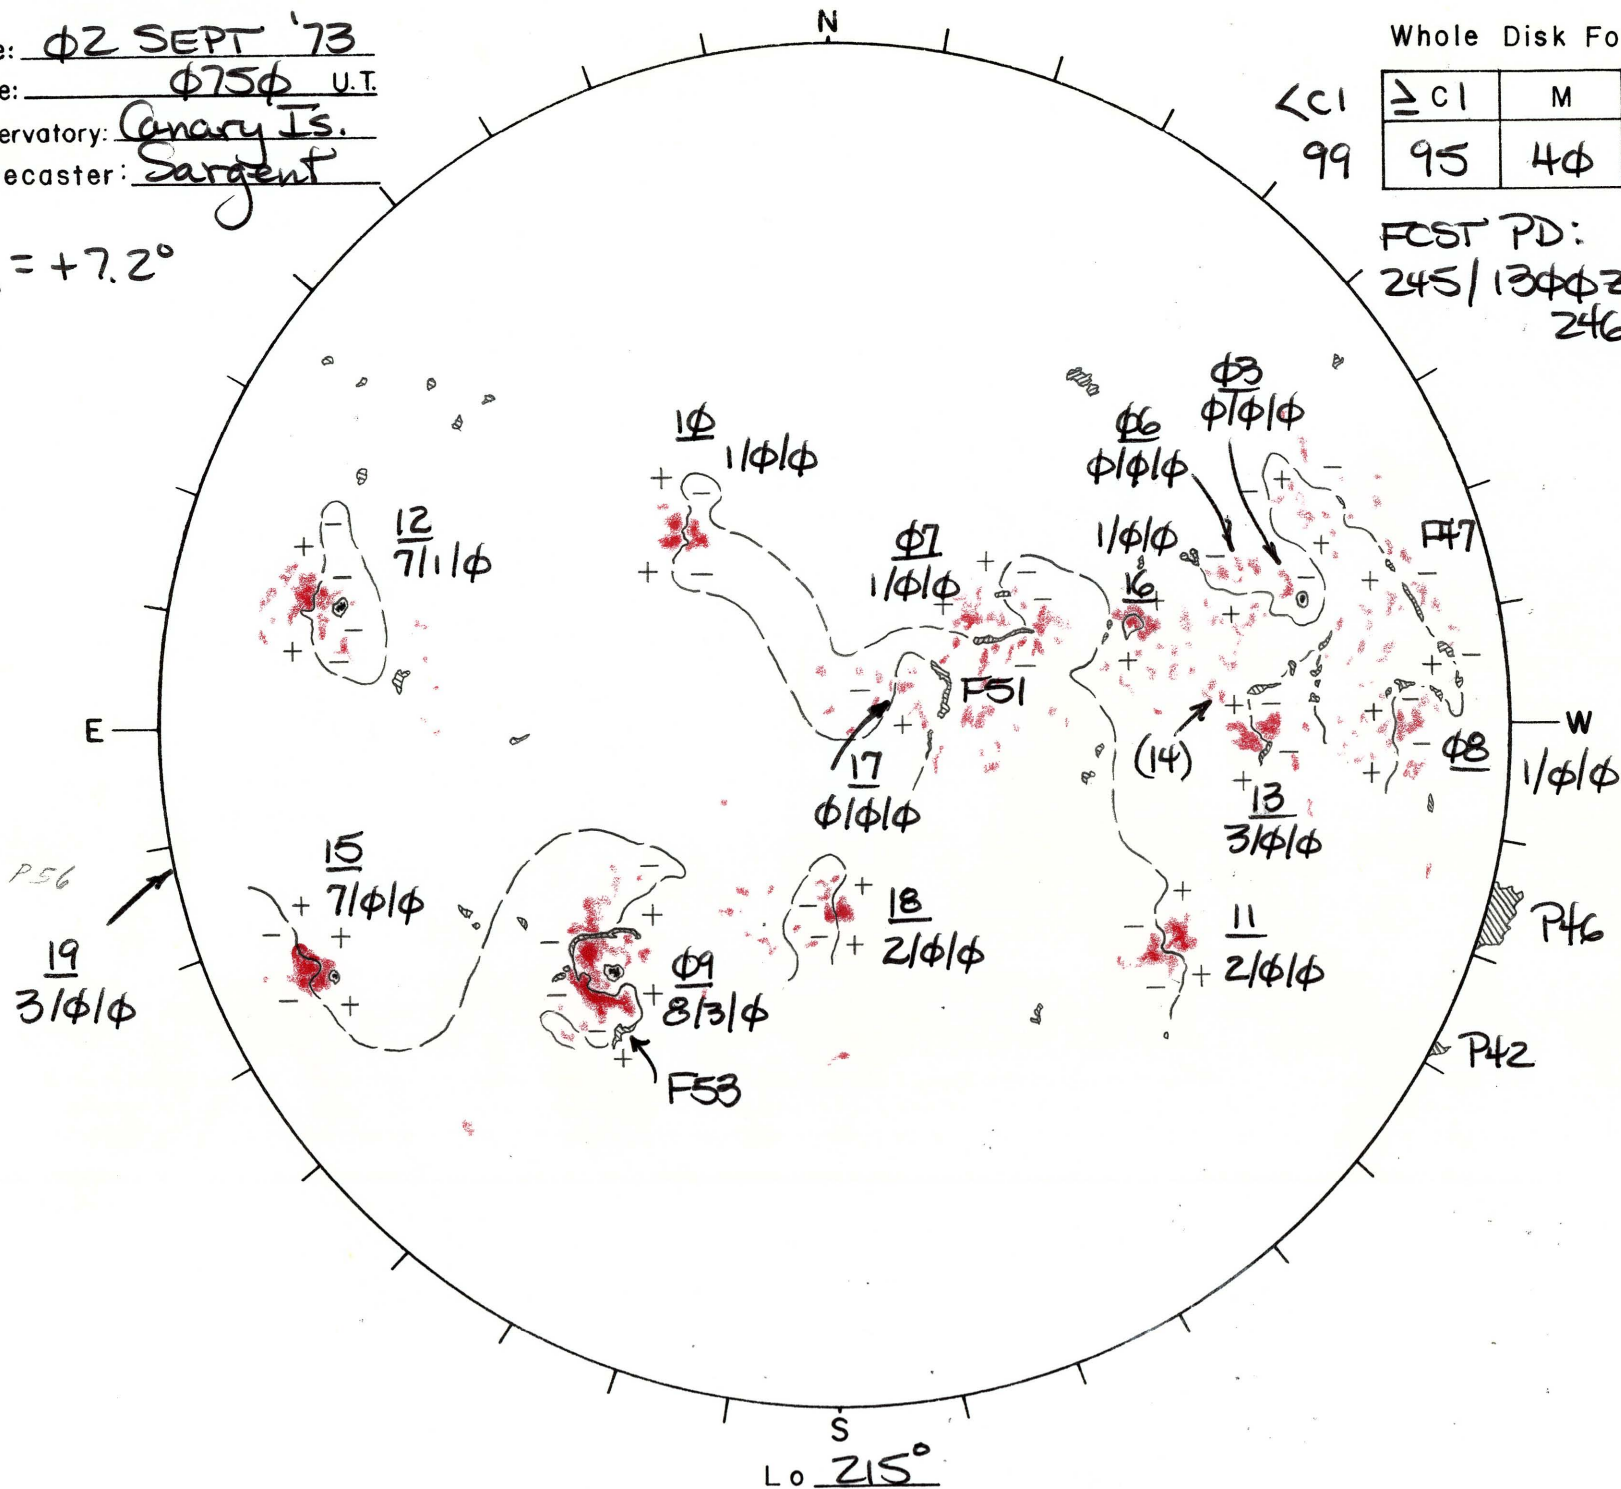 e: Φ2 SEPT '73
e: Φ75Φ U.T.
ervatory: Canary Is.
ecaster: Sargent
= +7.2°
N
Whole Disk Fo
<C1 ≥C1 M
99 95 4Φ
FCST PD:
245/13ΦΦZ
246
Φ3
Φ/Φ/Φ
1Φ
1/Φ/Φ
Φ6
Φ/Φ/Φ
12
7/1/Φ
Φ7
1/Φ/Φ
1/Φ/Φ
16
F47
F51
E
W
(14)
Φ8
1/Φ/Φ
17
Φ/Φ/Φ
13
3/Φ/Φ
P56
15
7/Φ/Φ
19
3/Φ/Φ
18
2/Φ/Φ
11
2/Φ/Φ
P46
Φ9
8/3/Φ
F53
P42
S
Lo 215°